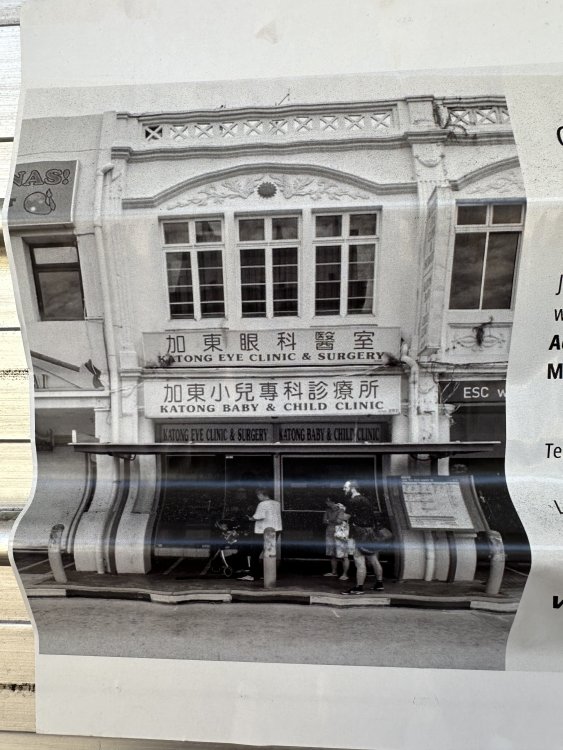 NAS!
加東眼科醫室
KATONG EYE CLINIC & SURGERY
加東小兒專科診療所
KATONG BABY & CHILD CLINIC
KATONG EYE CLINIC & SURGERY KATONG BABY & CHILD CLINIC
ESC
Te